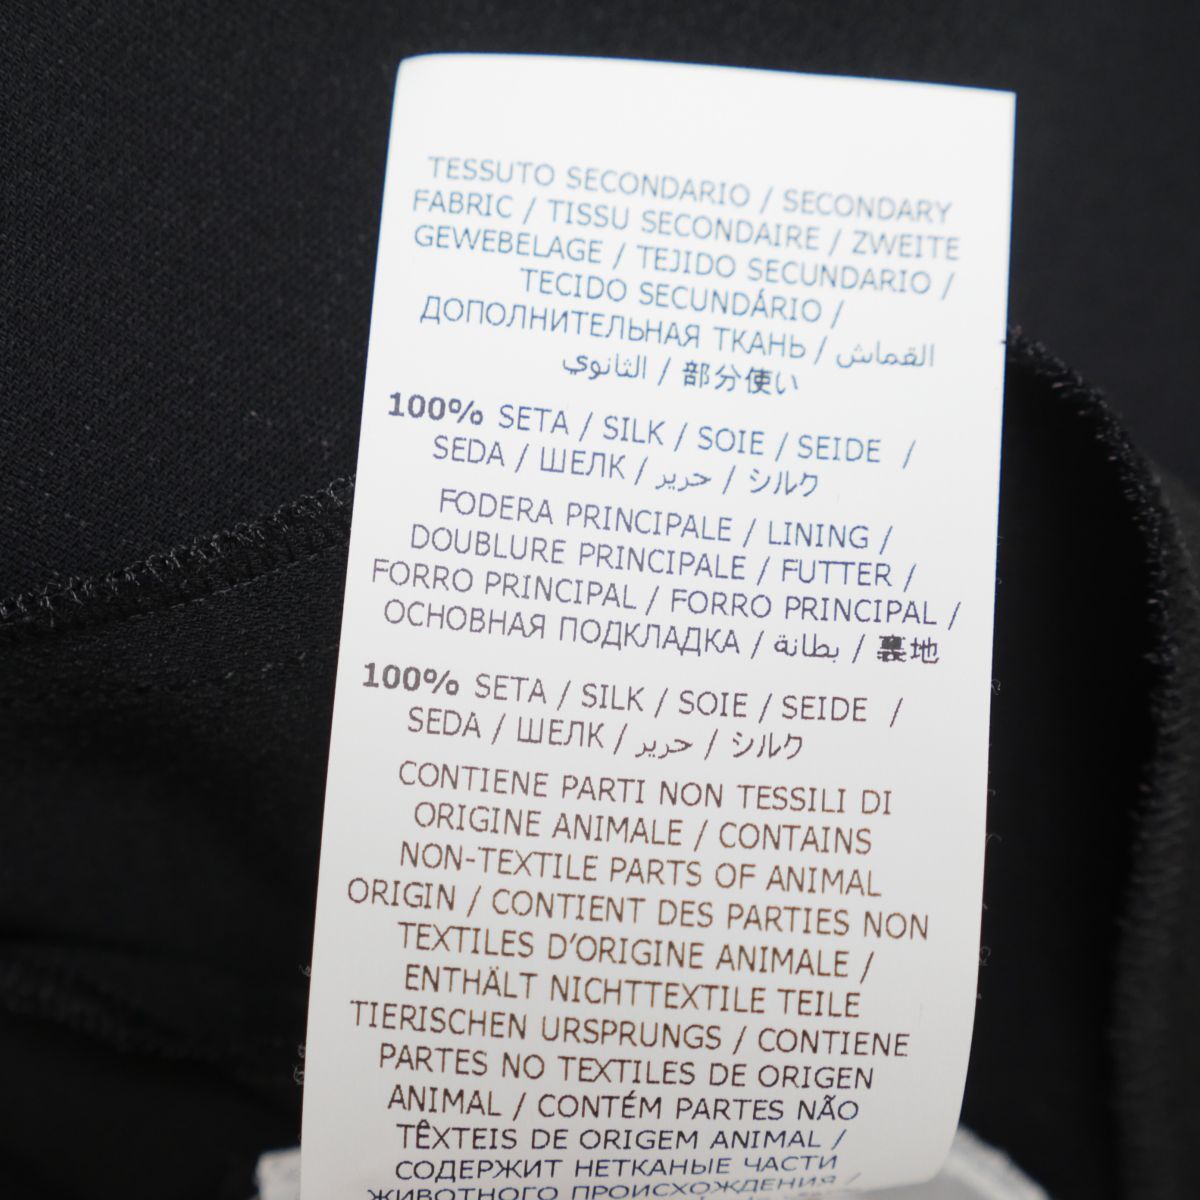 TESSUTO SECONDARIO / SECONDARY
FABRIC / TISSU SECONDAIRE / ZWEITE
GEWEBELAGE / TEJIDO SECUNDARIO /
TECIDO SECUNDÁRIO /
ДОПОЛНИТЕЛЬНАЯ ТКАНЬ / القماش
الثانوي / 部分使い
100% SETA / SILK / SOIE / SEIDE /
SEDA / ШЕЛК / حرير / シルク
FODERA PRINCIPALE / LINING /
DOUBLURE PRINCIPALE / FUTTER /
FORRO PRINCIPAL / FORRO PRINCIPAL /
ОСНОВНАЯ ПОДКЛАДКА / بطانة / 裏地
100% SETA / SILK / SOIE / SEIDE /
SEDA / ШЕЛК / حرير / シルク
CONTIENE PARTI NON TESSILI DI
ORIGINE ANIMALE / CONTAINS
NON-TEXTILE PARTS OF ANIMAL
ORIGIN / CONTIENT DES PARTIES NON
TEXTILES D'ORIGINE ANIMALE /
ENTHÄLT NICHTTEXTILE TEILE
TIERISCHEN URSPRUNGS / CONTIENE
PARTES NO TEXTILES DE ORIGEN
ANIMAL / CONTÉM PARTES NÃO
TÊXTEIS DE ORIGEM ANIMAL /
СОДЕРЖИТ НЕТКАНЫЕ ЧАСТИ
ЖИВОТНОГО ПРОИСХОЖДЕНИЯ /